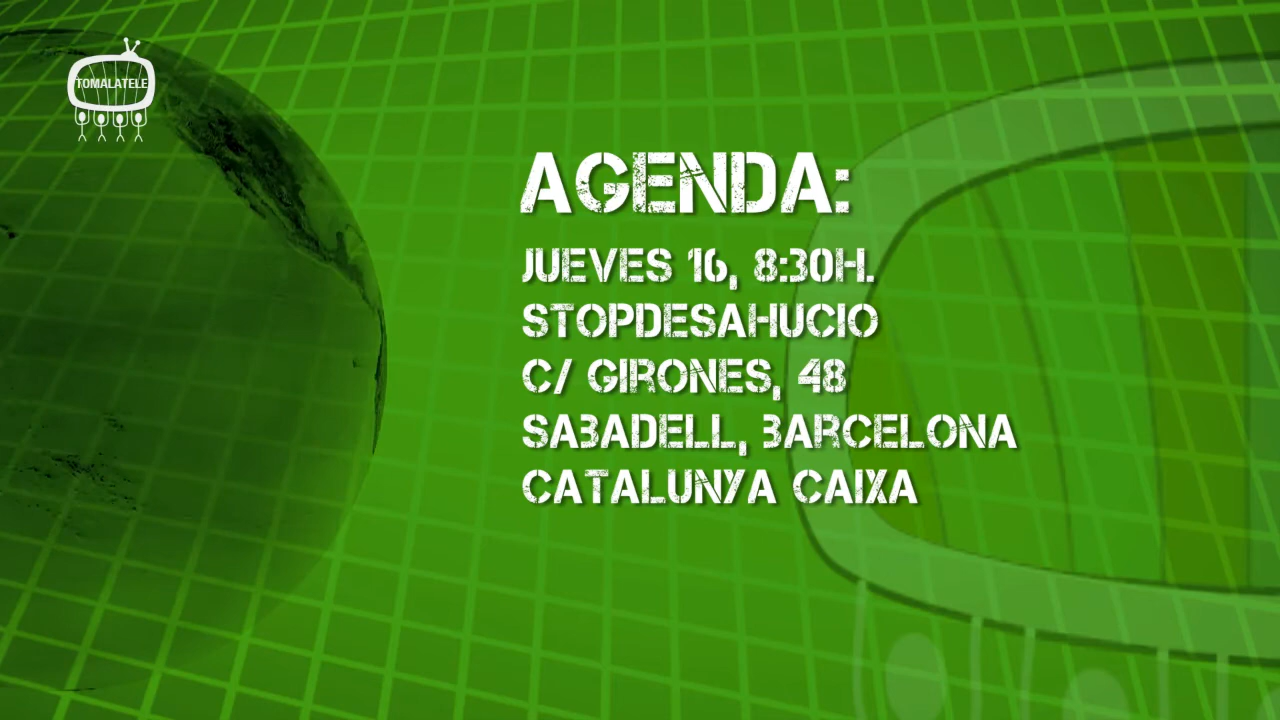 TOMALATELE
AGENDA:
JUEVES 16, 8:30H.
STOPDESAHUCIO
C/ GIRONES, 48
SABADELL, BARCELONA
CATALUNYA CAIXA